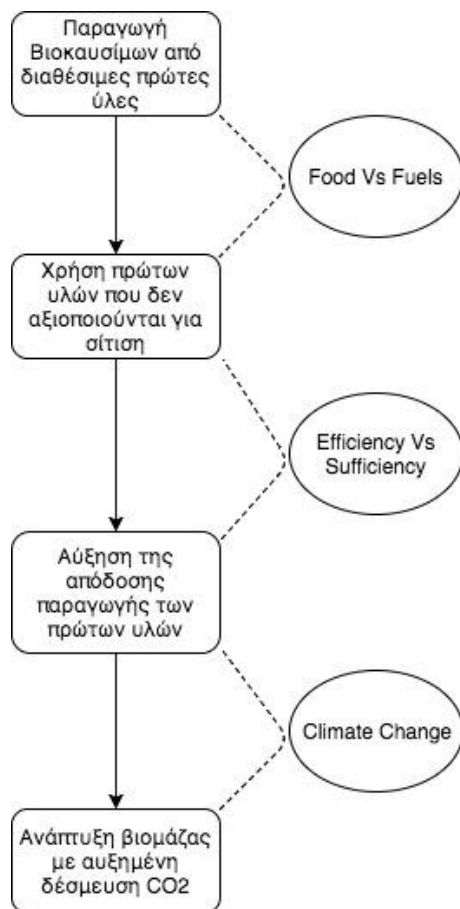 Παραγωγή
Βιοκαυσίμων από
διαθέσιμες πρώτες
ύλες
Food Vs Fuels
Χρήση πρώτων
υλών που δεν
αξιοποιούνται για
σίτιση
Efficiency Vs
Sufficiency
Αύξηση της
απόδοσης
παραγωγής των
πρώτων υλών
Climate Change
Ανάπτυξη βιομάζας
με αυξημένη
δέσμευση CO2